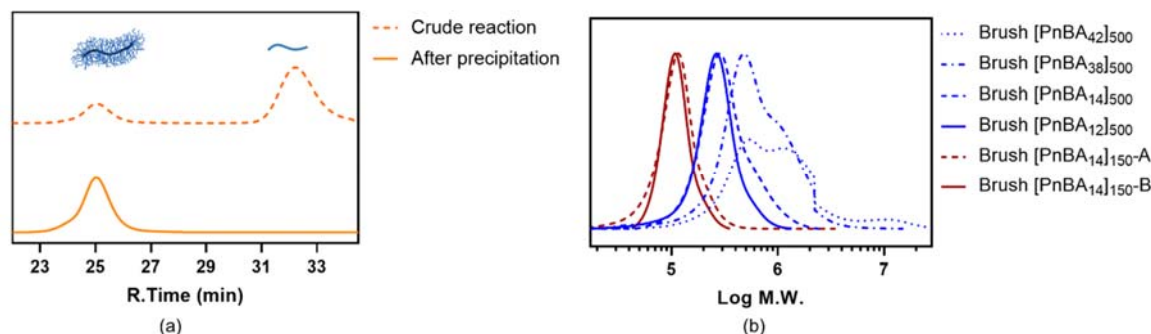 Crude reaction
After precipitation
23 25 27 29 31 33
R.Time (min)
(a)
Brush [PnBA42]500
Brush [PnBA38]500
Brush [PnBA14]500
Brush [PnBA12]500
Brush [PnBA14]150-A
Brush [PnBA14]150-B
5 6 7
Log M.W.
(b)